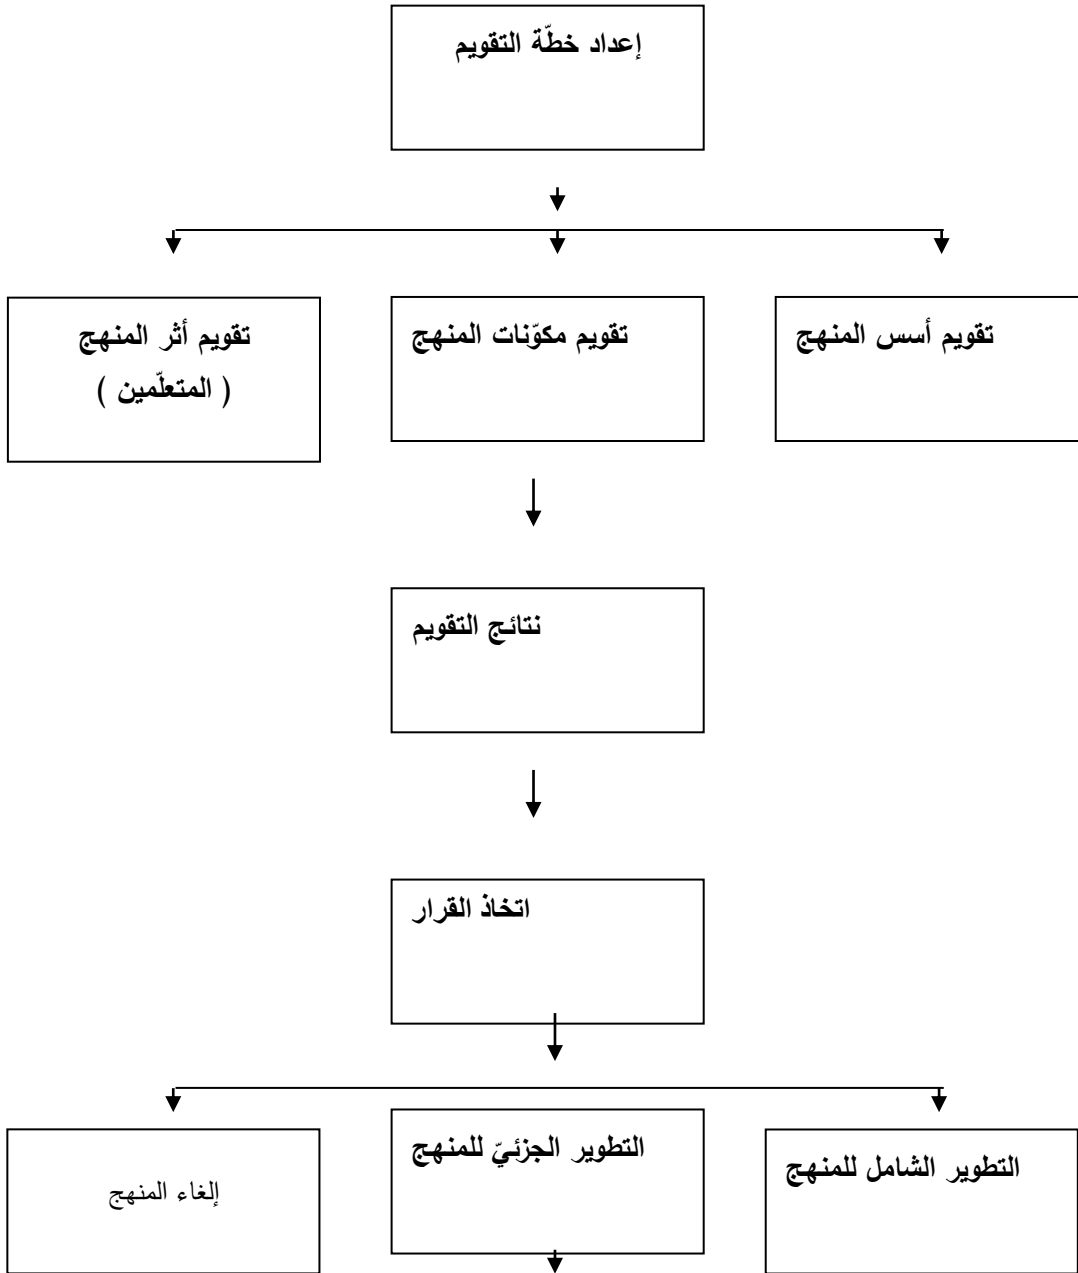 إعداد خطّة التقويم
تقويم أسس المنهج
تقويم مكوّنات المنهج
تقويم أثر المنهج
( المتعلّمين )
نتائج التقويم
اتخاذ القرار
التطوير الشامل للمنهج
التطوير الجزئيّ للمنهج
إلغاء المنهج